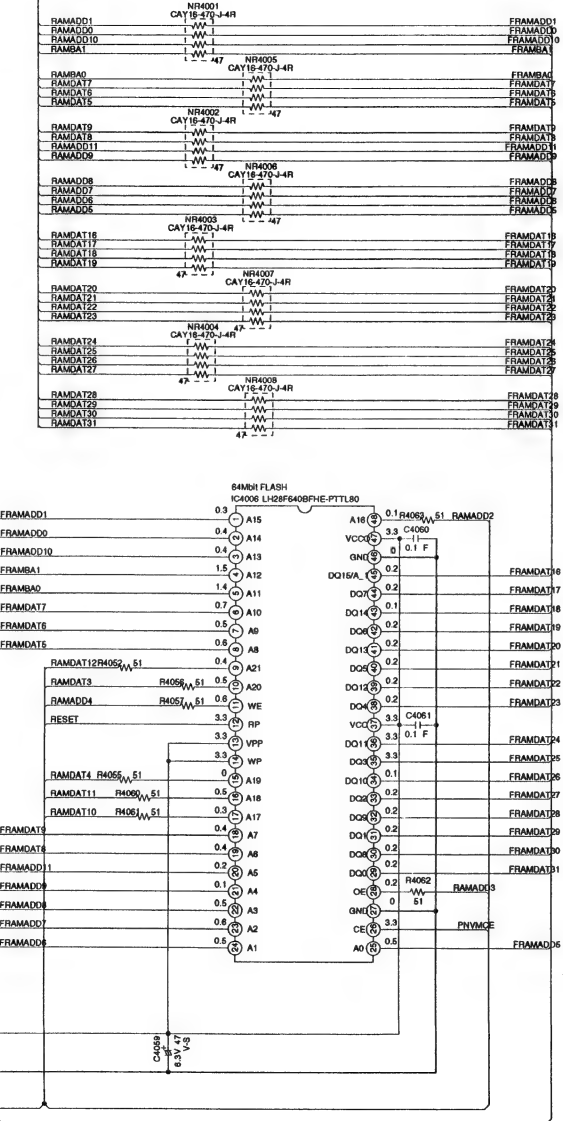 NR4001
CAY16-470-J-4R
RAMADD1 FRAMADD1
RAMADD0 FRAMADD0
RAMADD10 FRAMADD10
RAMBA1 FRAMBA1
47
NR4005
CAY16-470-J-4R
RAMBA0 FRAMBA0
RAMDAT7 FRAMDAT7
RAMDAT6 FRAMDAT6
RAMDAT5 FRAMDAT5
47
NR4002
CAY16-470-J-4R
RAMDAT9 FRAMDAT9
RAMDAT8 FRAMDAT8
RAMADD11 FRAMADD11
RAMADD9 FRAMADD9
47
NR4006
CAY16-470-J-4R
RAMADD8 FRAMADD8
RAMADD7 FRAMADD7
RAMADD6 FRAMADD6
RAMADD5 FRAMADD5
47
NR4003
CAY16-470-J-4R
RAMDAT16 FRAMDAT16
RAMDAT17 FRAMDAT17
RAMDAT18 FRAMDAT18
RAMDAT19 FRAMDAT19
47
NR4007
CAY16-470-J-4R
RAMDAT20 FRAMDAT20
RAMDAT21 FRAMDAT21
RAMDAT22 FRAMDAT22
RAMDAT23 FRAMDAT23
47
NR4004
CAY16-470-J-4R
RAMDAT24 FRAMDAT24
RAMDAT25 FRAMDAT25
RAMDAT26 FRAMDAT26
RAMDAT27 FRAMDAT27
47
NR4008
CAY16-470-J-4R
RAMDAT28 FRAMDAT28
RAMDAT29 FRAMDAT29
RAMDAT30 FRAMDAT30
RAMDAT31 FRAMDAT31
47
64Mbit FLASH
IC4006 LH28F640BFHE-PTTL80
FRAMADD1 0.3 1 A15 A16 48 0.1 R4063 51 RAMADD2
FRAMADD0 0.4 2 A14 VCCQ 47 3.3 C4060 0.1 F
FRAMADD10 0.4 3 A13 GND 46 0
FRAMBA1 1.5 4 A12 DQ15/A_1 45 0.2 FRAMDAT16
FRAMBA0 1.4 5 A11 DQ7 44 0.2 FRAMDAT17
FRAMDAT7 0.7 6 A10 DQ14 43 0.1 FRAMDAT18
FRAMDAT6 0.5 7 A9 DQ6 42 0.2 FRAMDAT19
FRAMDAT5 0.6 8 A8 DQ13 41 0.2 FRAMDAT20
RAMDAT12 R4052 51 0.4 9 A21 DQ5 40 0.2 FRAMDAT21
RAMDAT3 R4056 51 0.5 10 A20 DQ12 39 0.2 FRAMDAT22
RAMADD4 R4057 51 0.6 11 WE DQ4 38 0.2 FRAMDAT23
RESET 3.3 12 RP VCC 37 3.3 C4061 0.1 F
3.3 13 VPP DQ11 36 3.3 FRAMDAT24
3.3 14 WP DQ3 35 3.3 FRAMDAT25
RAMDAT4 R4055 51 0 15 A19 DQ10 34 0.1 FRAMDAT26
RAMDAT11 R4060 51 0.5 16 A18 DQ2 33 0.2 FRAMDAT27
RAMDAT10 R4061 51 0.3 17 A17 DQ9 32 0.2 FRAMDAT28
FRAMDAT9 0.4 18 A7 DQ1 31 0.2 FRAMDAT29
FRAMDAT8 0.4 19 A6 DQ8 30 0.2 FRAMDAT30
FRAMADD11 0.2 20 A5 DQ0 29 0.2 FRAMDAT31
FRAMADD9 0.1 21 A4 OE 28 0.2 R4062 51 RAMADD3
FRAMADD8 0.5 22 A3 GND 27 0
FRAMADD7 0.6 23 A2 CE 26 3.3 PNVMCE
FRAMADD6 0.5 24 A1 A0 25 0.5 FRAMADD5
C4059
6.3V 47
V-S